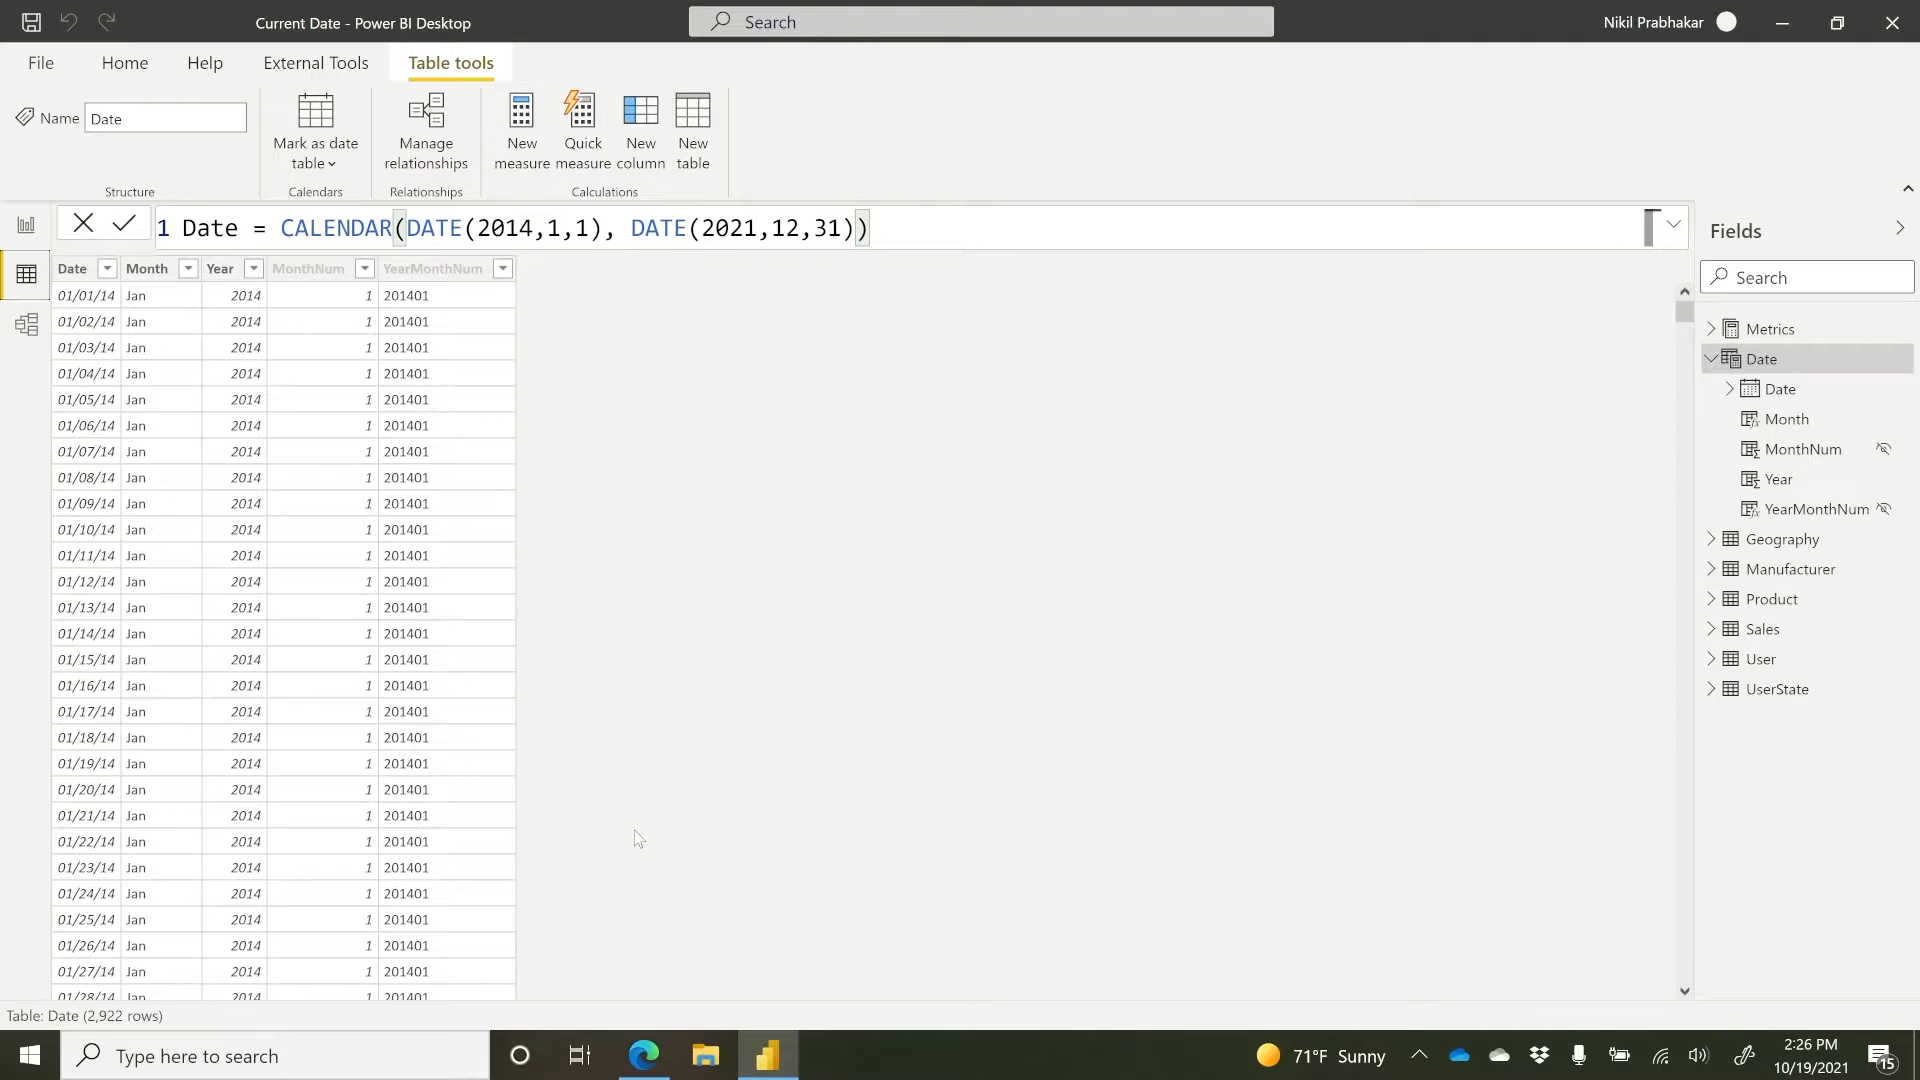 Current Date - Power BI Desktop
Search
Nikil Prabhakar
File Home Help External Tools Table tools
Name Date
Mark as date table
Manage relationships
New measure
Quick measure
New column
New table
Structure
Calendars
Relationships
Calculations
1 Date = CALENDAR(DATE(2014,1,1), DATE(2021,12,31))
Date Month Year MonthNum YearMonthNum
01/01/14 Jan 2014 1 201401
01/02/14 Jan 2014 1 201401
01/03/14 Jan 2014 1 201401
01/04/14 Jan 2014 1 201401
01/05/14 Jan 2014 1 201401
01/06/14 Jan 2014 1 201401
01/07/14 Jan 2014 1 201401
01/08/14 Jan 2014 1 201401
01/09/14 Jan 2014 1 201401
01/10/14 Jan 2014 1 201401
01/11/14 Jan 2014 1 201401
01/12/14 Jan 2014 1 201401
01/13/14 Jan 2014 1 201401
01/14/14 Jan 2014 1 201401
01/15/14 Jan 2014 1 201401
01/16/14 Jan 2014 1 201401
01/17/14 Jan 2014 1 201401
01/18/14 Jan 2014 1 201401
01/19/14 Jan 2014 1 201401
01/20/14 Jan 2014 1 201401
01/21/14 Jan 2014 1 201401
01/22/14 Jan 2014 1 201401
01/23/14 Jan 2014 1 201401
01/24/14 Jan 2014 1 201401
01/25/14 Jan 2014 1 201401
01/26/14 Jan 2014 1 201401
01/27/14 Jan 2014 1 201401
01/28/14 Jan 2014 1 201401
Fields
Search
Metrics
Date
Date
Month
MonthNum
Year
YearMonthNum
Geography
Manufacturer
Product
Sales
User
UserState
Table: Date (2,922 rows)
Type here to search
71°F Sunny
2:26 PM
10/19/2021
15